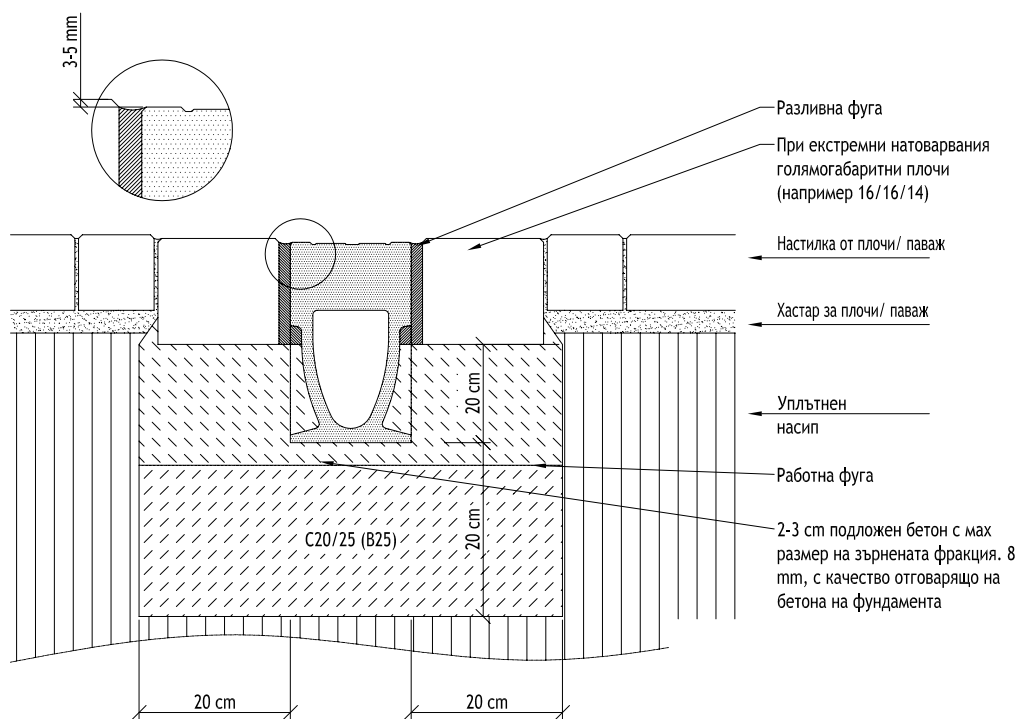 3-5 mm
Разливна фуга
При екстремни натоварвания
голямогабаритни плочи
(например 16/16/14)
Настилка от плочи/ паваж
Хастар за плочи/ паваж
Уплътнен
насип
20 cm
Работна фуга
C20/25 (B25)
20 cm
2-3 cm подложен бетон с мах
размер на зърнената фракция. 8
mm, с качество отговарящо на
бетона на фундамента
20 cm
20 cm